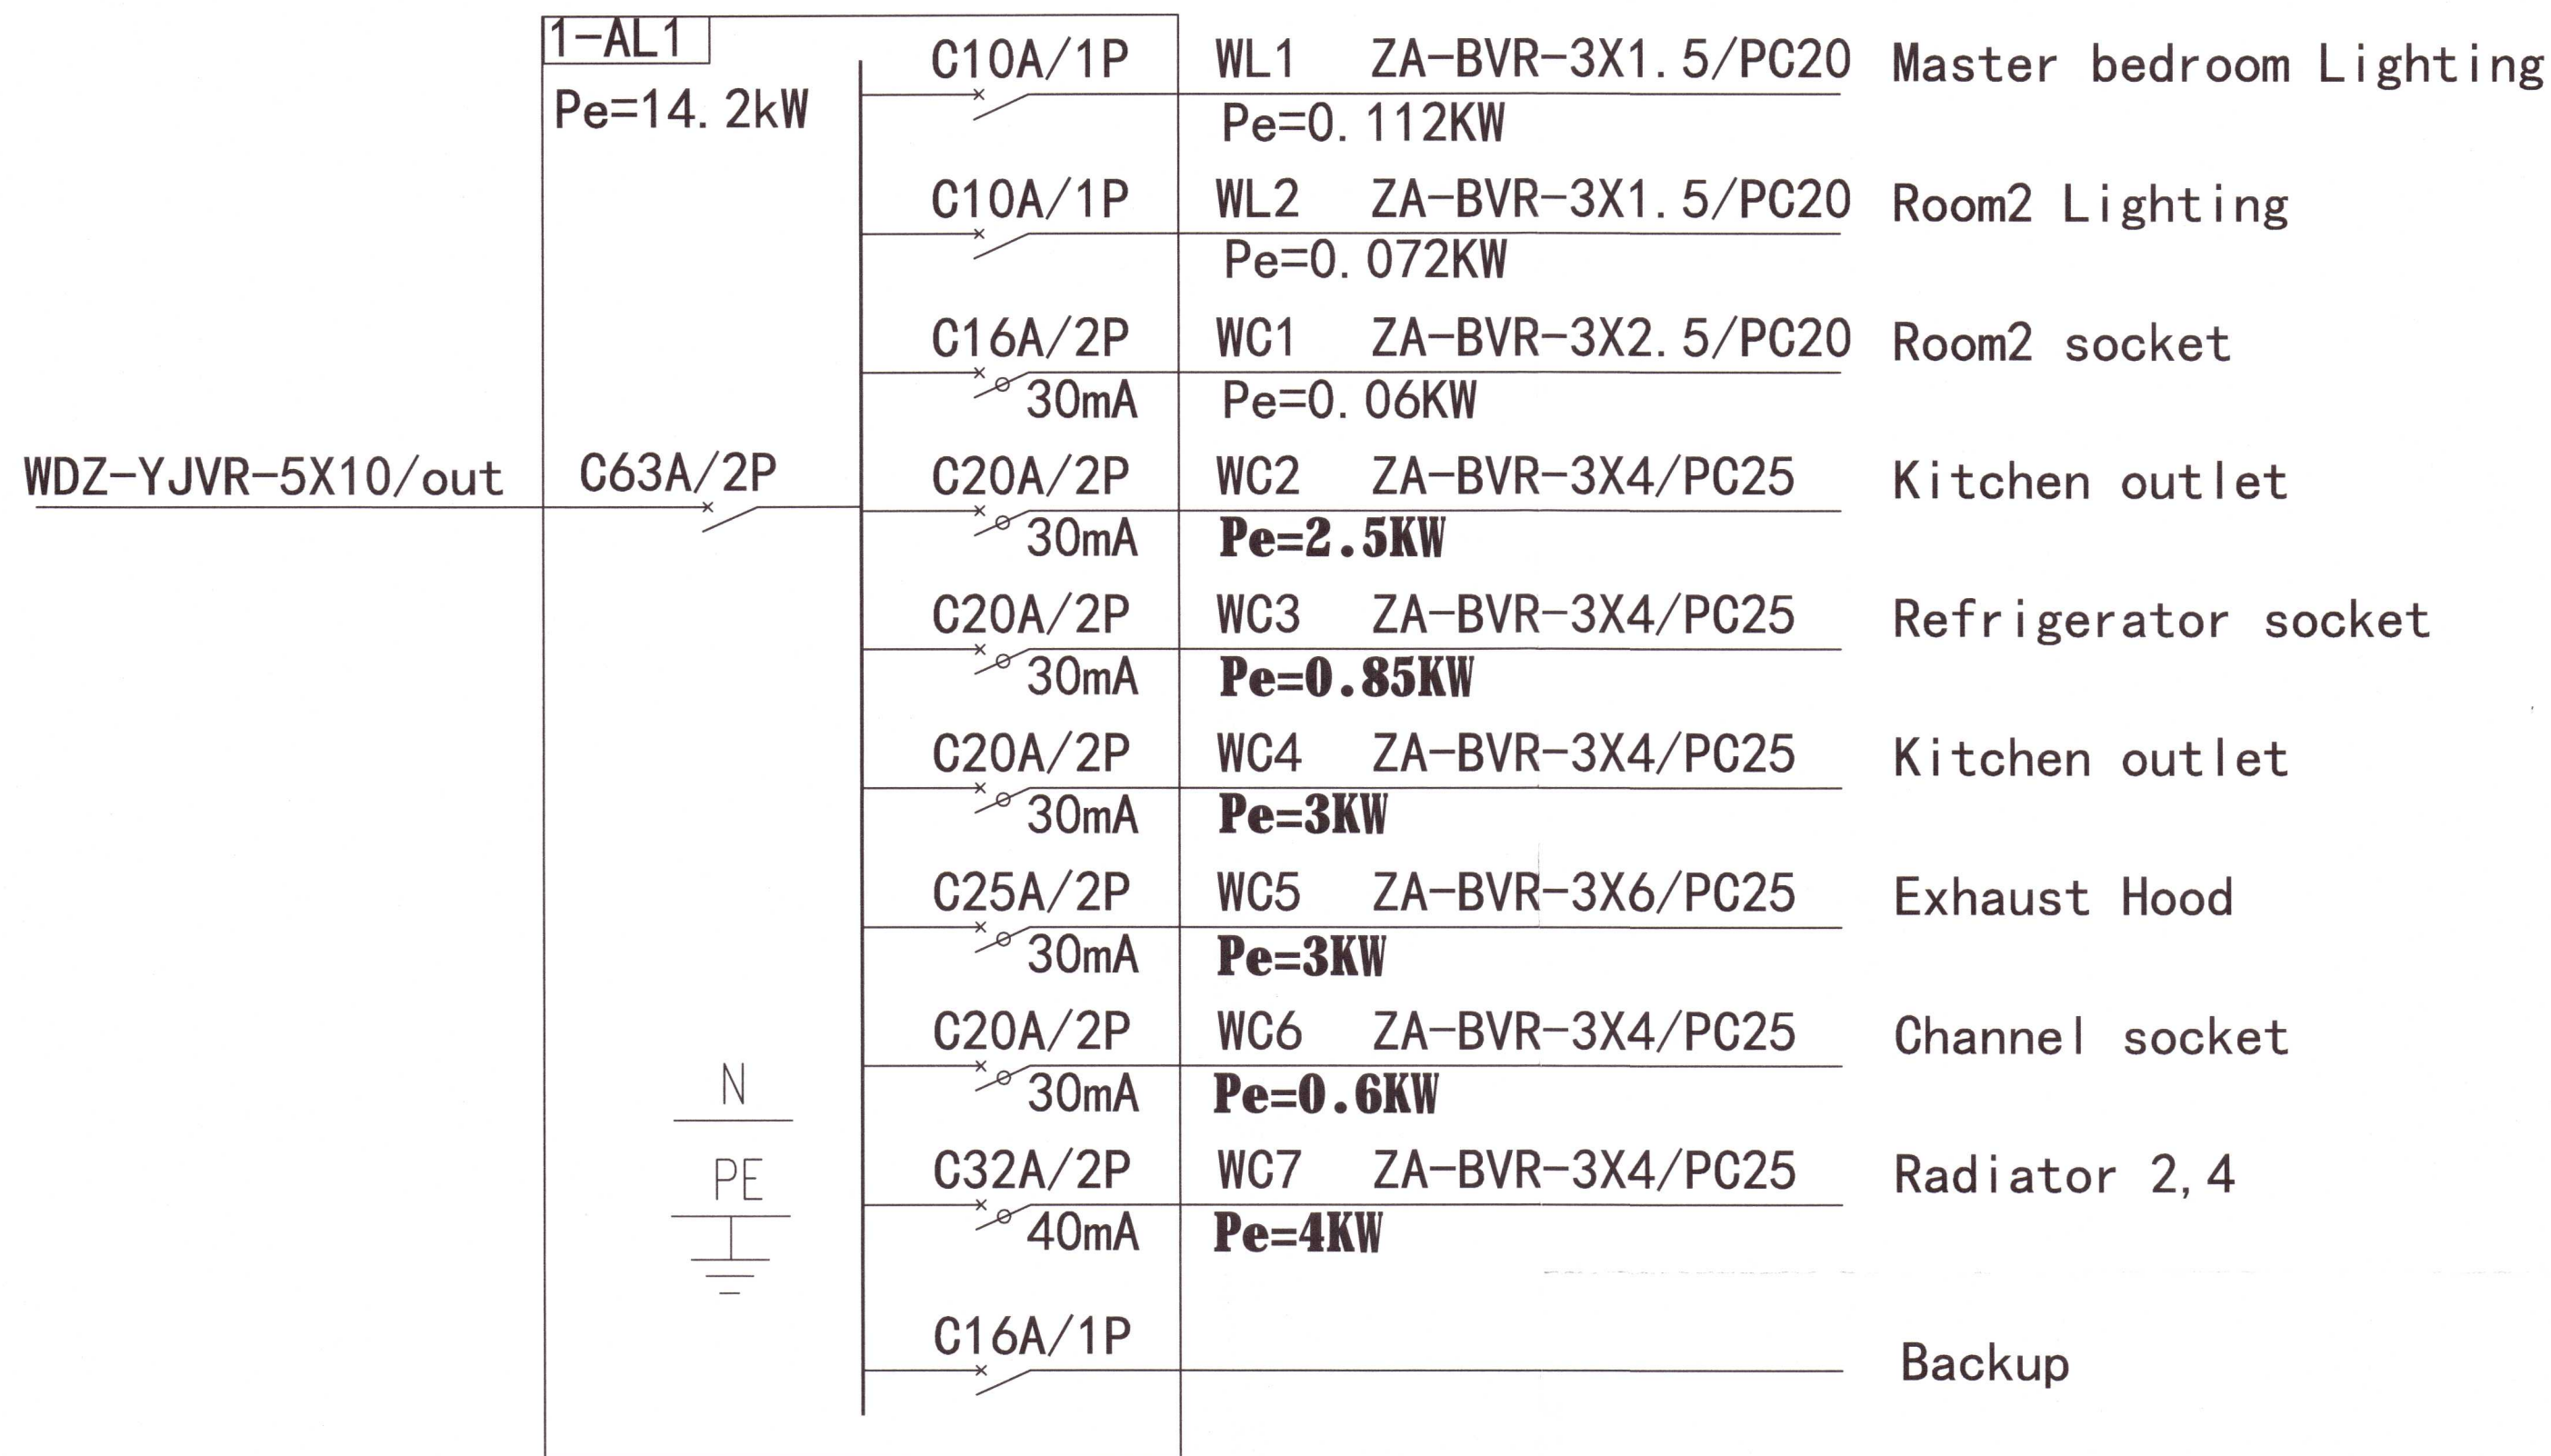 1-AL1
Pe=14.2kW
C10A/1P WL1 ZA-BVR-3X1.5/PC20 Master bedroom Lighting
Pe=0.112KW
C10A/1P WL2 ZA-BVR-3X1.5/PC20 Room2 Lighting
Pe=0.072KW
C16A/2P WC1 ZA-BVR-3X2.5/PC20 Room2 socket
30mA Pe=0.06KW
WDZ-YJVR-5X10/out C63A/2P C20A/2P WC2 ZA-BVR-3X4/PC25 Kitchen outlet
30mA Pe=2.5KW
C20A/2P WC3 ZA-BVR-3X4/PC25 Refrigerator socket
30mA Pe=0.85KW
C20A/2P WC4 ZA-BVR-3X4/PC25 Kitchen outlet
30mA Pe=3KW
C25A/2P WC5 ZA-BVR-3X6/PC25 Exhaust Hood
30mA Pe=3KW
C20A/2P WC6 ZA-BVR-3X4/PC25 Channel socket
N
30mA Pe=0.6KW
PE
C32A/2P WC7 ZA-BVR-3X4/PC25 Radiator 2,4
40mA Pe=4KW
C16A/1P Backup